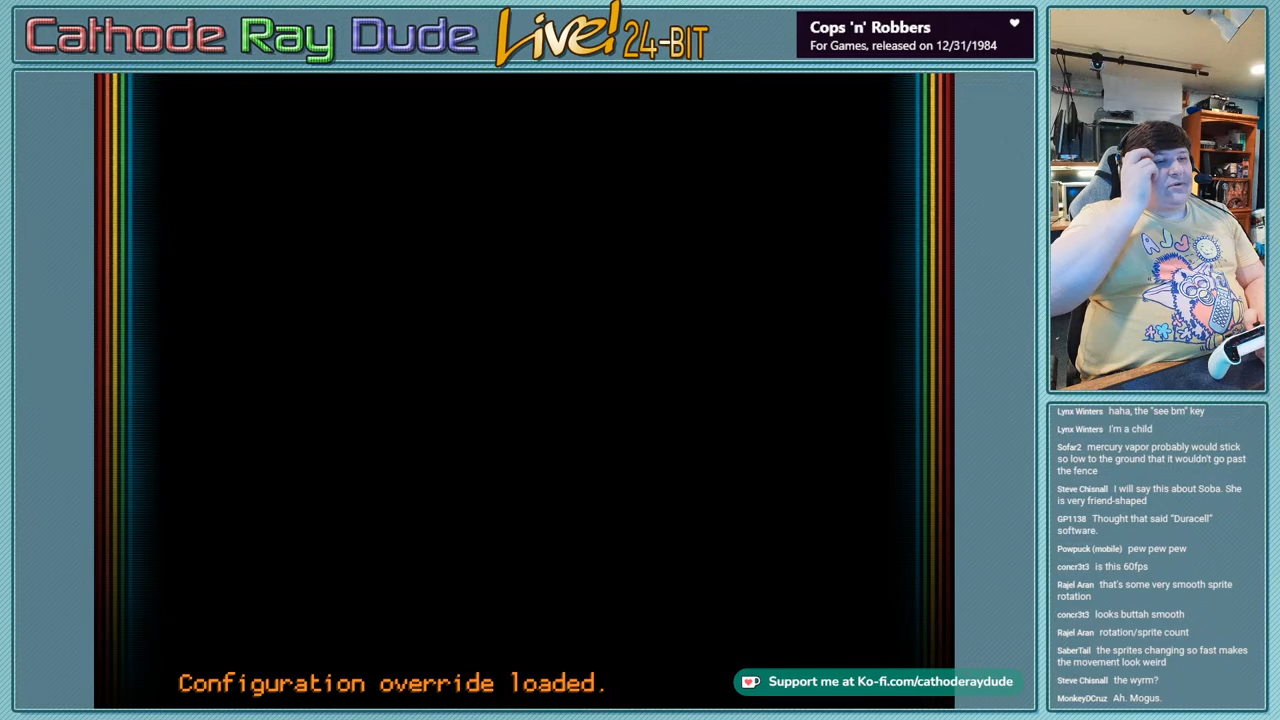 Cathode Ray Dude Live! 24-BIT
Cops 'n' Robbers
For Games, released on 12/31/1984
AJJ
Lynx Winters haha, the "see bm" key
Lynx Winters I'm a child
Sofar2 mercury vapor probably would stick
so low to the ground that it wouldn't go past
the fence
Steve Chisnall I will say this about Soba. She
is very friend-shaped
GP1138 Thought that said “Duracell”
software.
Powpuck (mobile) pew pew pew
concr3t3 is this 60fps
Rajel Aran that's some very smooth sprite
rotation
concr3t3 looks buttah smooth
Rajel Aran rotation/sprite count
SaberTail the sprites changing so fast makes
the movement look weird
Steve Chisnall the wyrm?
MonkeyDCruz Ah. Mogus.
Configuration override loaded.
Support me at Ko-fi.com/cathoderaydude